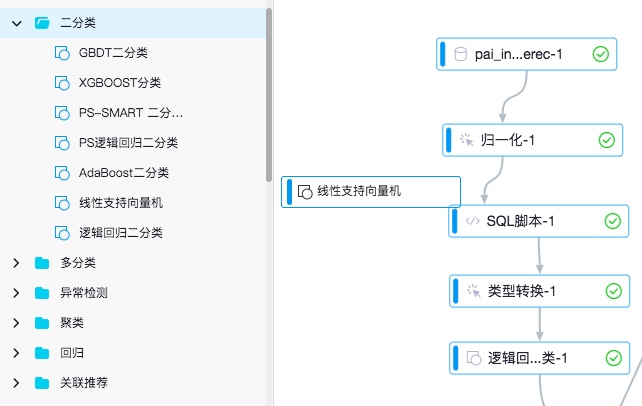 二分类
GBDT二分类
XGBOOST分类
PS-SMART 二分...
PS逻辑回归二分类
AdaBoost二分类
线性支持向量机
逻辑回归二分类
多分类
异常检测
聚类
回归
关联推荐
pai_in...erec-1
归一化-1
线性支持向量机
SQL脚本-1
类型转换-1
逻辑回...类-1